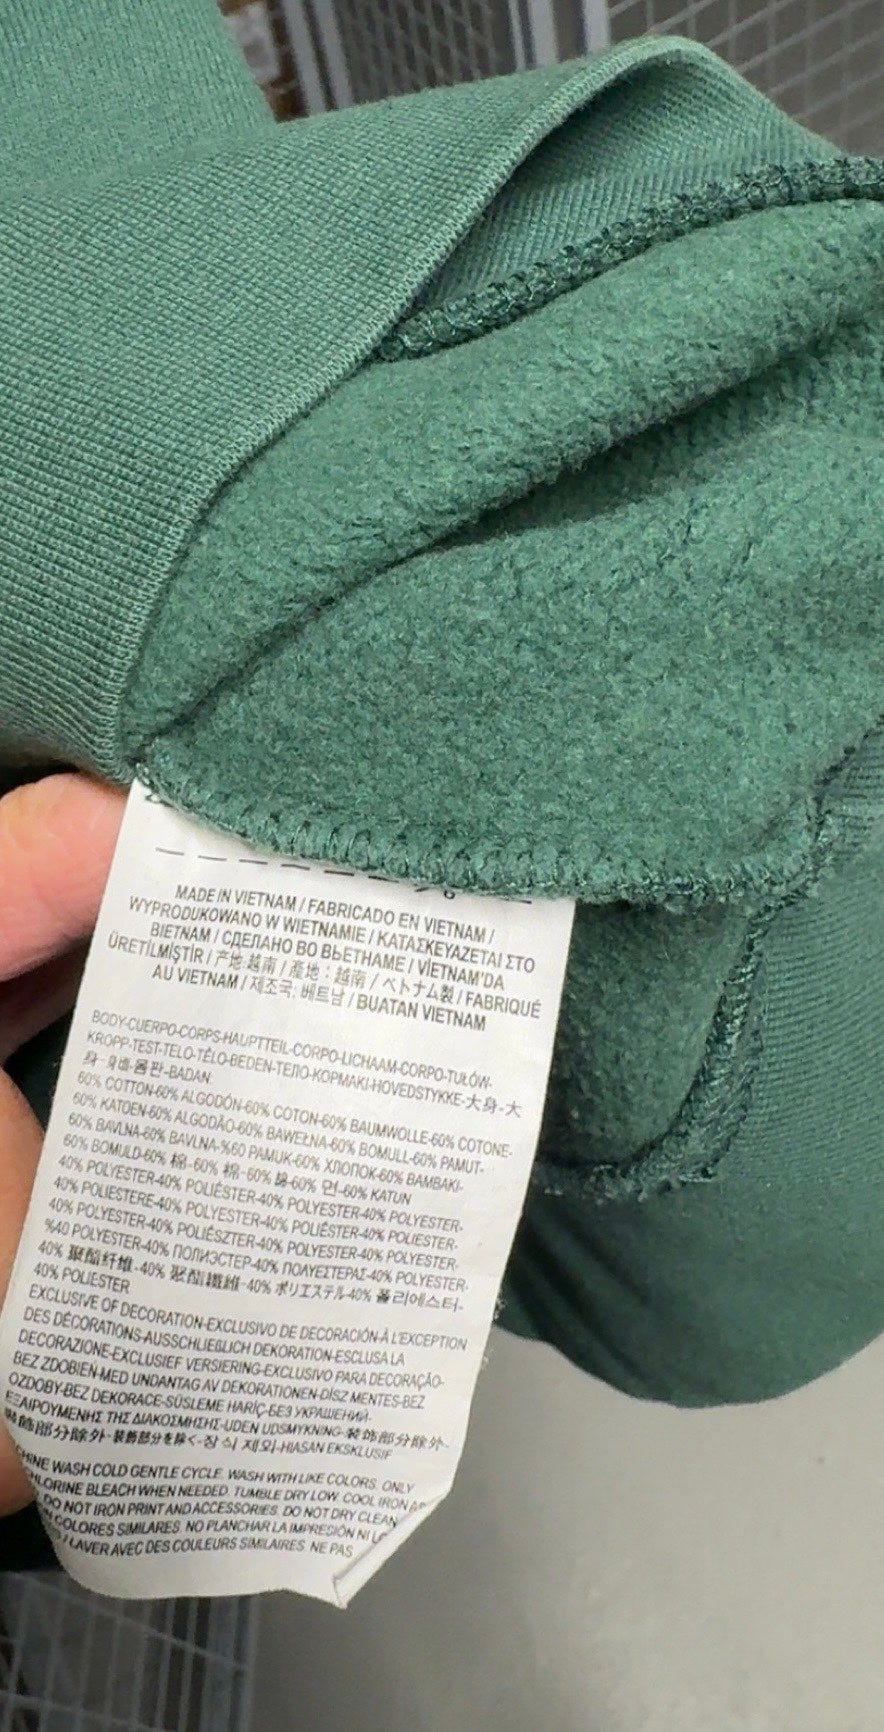 MADE IN VIETNAM / FABRICADO EN VIETNAM /
WYPRODUKOWANO W WIETNAMIE / ΚΑΤΑΣΚΕΥΑΖΕΤΑΙ ΣΤΟ
ΒΙΕΤΝΑΜ / СДЕЛАНО ВО ВЬЕТНАМЕ / VİETNAM'DA
ÜRETİLMİŞTİR / 产地:越南 / 產地:越南 / ベトナム製 / FABRIQUÉ
AU VIETNAM / 제조국: 베트남 / BUATAN VIETNAM
BODY-CUERPO-CORPS-HAUPTTEIL-CORPO-LICHAAM-CORPO-TUŁÓW-
KROPP-TEST-TELO-TĚLO-BEDEN-ТЕЛО-ΚΟΡΜΑΚΙ-HOVEDSTYKKE-大身-大
身-身頃-몸판-BADAN
60% COTTON-60% ALGODÓN-60% COTON-60% BAUMWOLLE-60% COTONE-
60% KATOEN-60% ALGODÃO-60% BAWEŁNA-60% BOMULL-60% PAMUT-
60% BAVLNA-60% BAVLNA-%60 PAMUK-60% ХЛОПОК-60% ΒΑΜΒΑΚΙ-
60% BOMULD-60% 棉-60% 綿-60% 綿-60% 면-60% KATUN
40% POLYESTER-40% POLIÉSTER-40% POLYESTER-40% POLYESTER-
40% POLIESTERE-40% POLYESTER-40% POLIÉSTER-40% POLIESTER-
40% POLYESTER-40% POLIÉSZTER-40% POLYESTER-40% POLYESTER-
%40 POLYESTER-40% ПОЛИЭСТЕР-40% ΠΟΛΥΕΣΤΕΡΑΣ-40% POLYESTER-
40% 聚酯纤维-40% 聚酯纖維-40% ポリエステル-40% 폴리에스터-
40% POLIESTER
EXCLUSIVE OF DECORATION-EXCLUSIVO DE DECORACIÓN-À L'EXCEPTION
DES DÉCORATIONS-AUSSCHLIEßLICH DEKORATION-ESCLUSA LA
DECORAZIONE-EXCLUSIEF VERSIERING-EXCLUSIVO PARA DECORAÇÃO-
BEZ ZDOBIEŃ-MED UNDANTAG AV DEKORATIONEN-DÍSZ MENTES-BEZ
OZDOBY-BEZ DEKORACE-SÜSLEME HARİÇ-БЕЗ УКРАШЕНИЙ-
ΕΞΑΙΡΟΥΜΕΝΗΣ ΤΗΣ ΔΙΑΚΟΣΜΗΣΗΣ-UDEN UDSMYKNING-装饰部分除外-
裝飾部分除外-装飾部分を除く-장식 제외-HIASAN EKSKLUSIF
HINE WASH COLD GENTLE CYCLE. WASH WITH LIKE COLORS. ONLY
HLORINE BLEACH WHEN NEEDED. TUMBLE DRY LOW. COOL IRON
DO NOT IRON PRINT AND ACCESSORIES. DO NOT DRY CLEAN
COLORES SIMILARES. NO PLANCHAR LA IMPRESIÓN NI
/ LAVER AVEC DES COULEURS SIMILAIRES. NE PAS